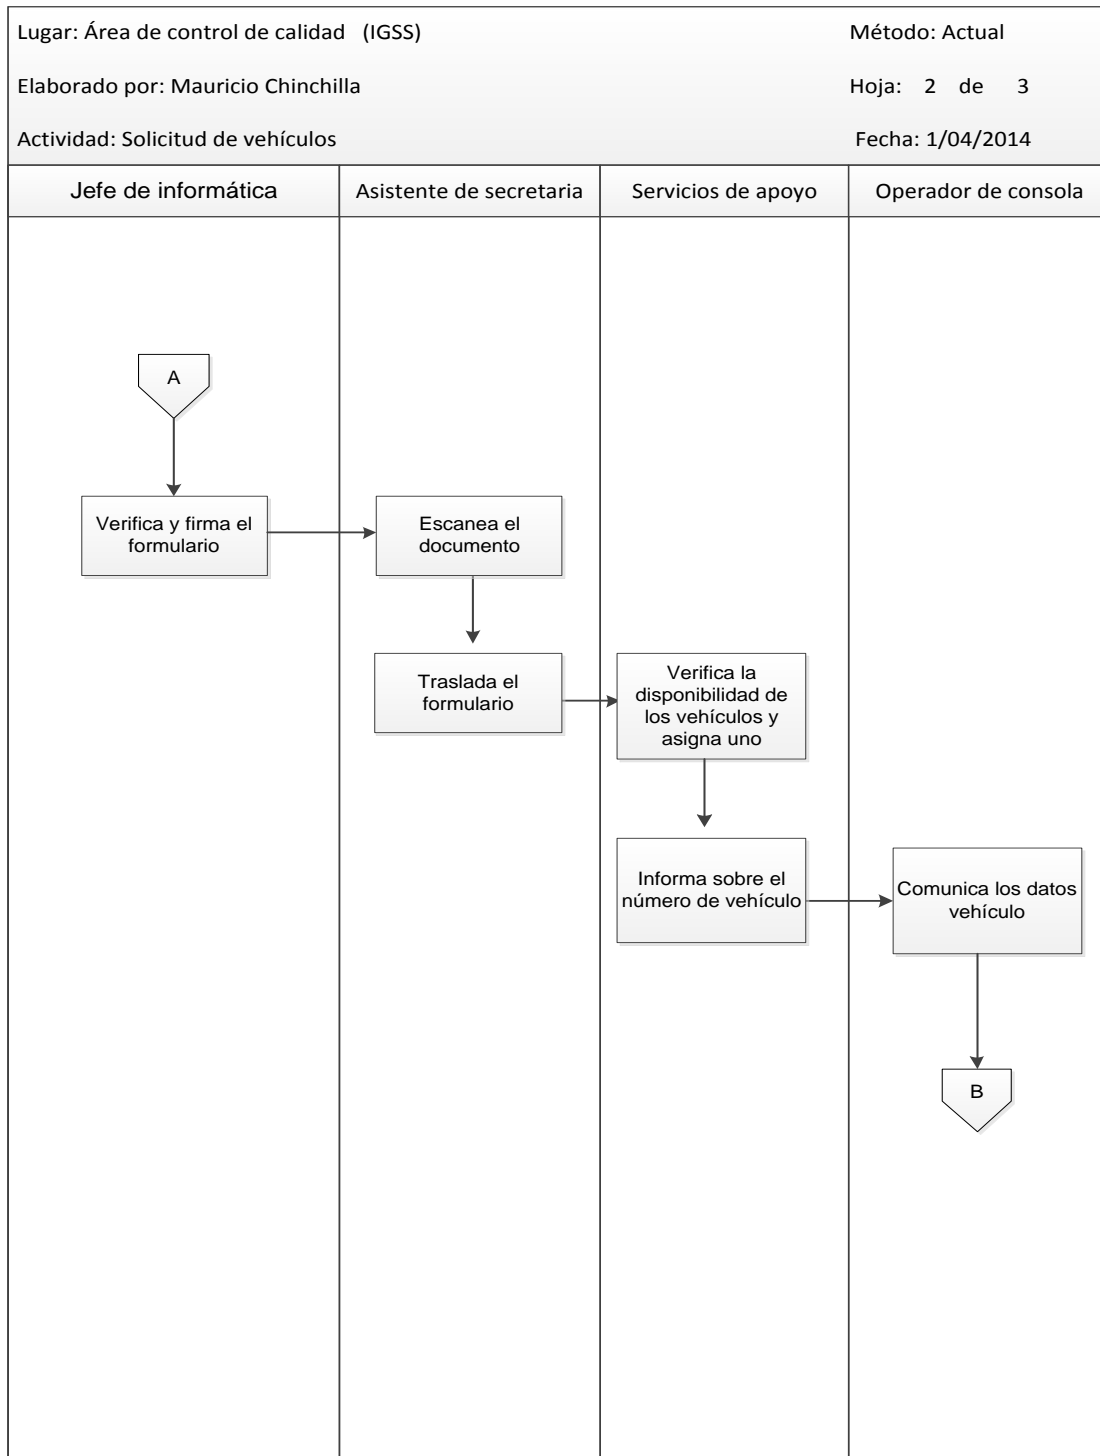 Lugar: Área de control de calidad (IGSS) Método: Actual
Elaborado por: Mauricio Chinchilla Hoja: 2 de 3
Actividad: Solicitud de vehículos Fecha: 1/04/2014
Jefe de informática Asistente de secretaria Servicios de apoyo Operador de consola
A
Verifica y firma el
formulario
Escanea el
documento
Traslada el
formulario
Verifica la
disponibilidad de
los vehículos y
asigna uno
Informa sobre el
número de vehículo
Comunica los datos
vehículo
B